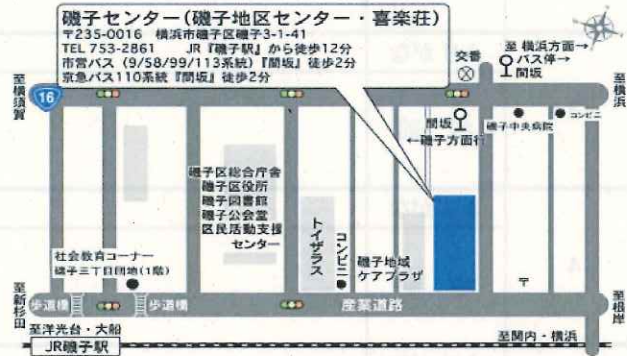 磯子センター(磯子地区センター・喜楽荘)
〒235-0016 横浜市磯子区磯子3-1-41
TEL 753-2861 JR『磯子駅』から徒歩12分
市営バス(9/58/99/113系統)『間坂』徒歩2分
京急バス110系統『間坂』徒歩2分
交番
至 横浜方面→
バス停→
間坂
至横須賀
16
至横浜
間坂
←磯子方面行
磯子中央病院
コンビニ
磯子区総合庁舎
磯子区役所
磯子図書館
磯子公会堂
区民活動支援
センター
トイザラス
コンビニ
磯子地域
ケアプラザ
〒
社会教育コーナー
磯子三丁目団地(1階)
至新杉田
歩道橋
歩道橋
産業道路
至根岸
至洋光台・大船
JR磯子駅
至関内・横浜